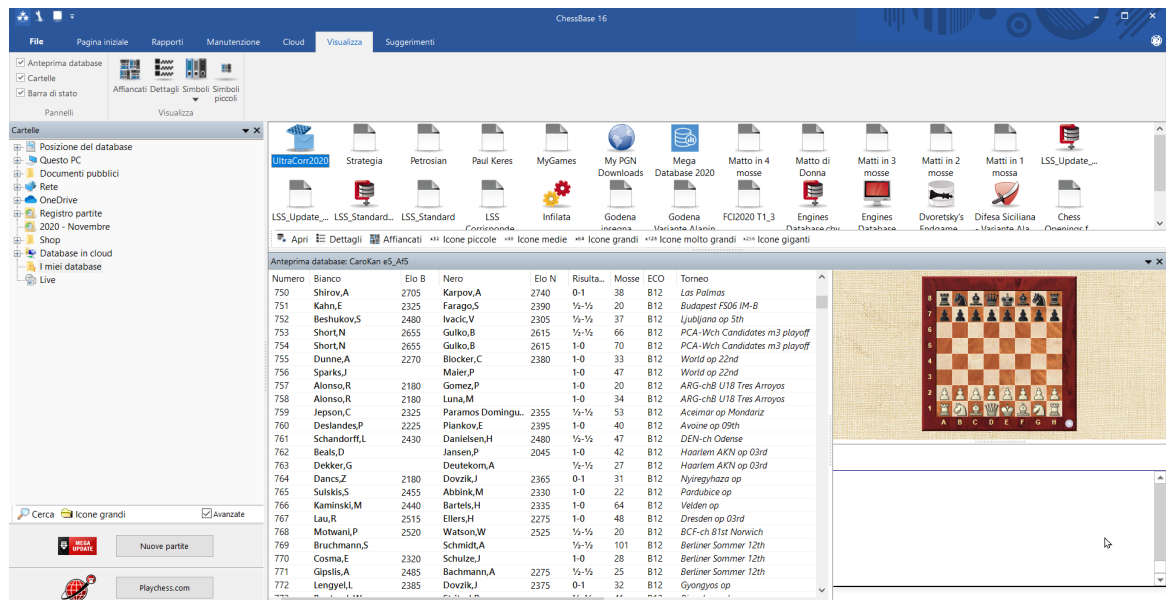 ChessBase 16
File Pagina iniziale Rapporti Manutenzione Cloud Visualizza Suggerimenti
Anteprima database
Cartelle
Barra di stato
Affiancati Dettagli Simboli Simboli piccoli
Pannelli Visualizza
Cartelle
Posizione del database
Questo PC
Documenti pubblici
Rete
OneDrive
Registro partite
2020 - Novembre
Shop
Database in cloud
I miei database
Live
Cerca Icone grandi Avanzate
MEGA UPDATE
Nuove partite
Playchess.com
UltraCorr2020 Strategia Petrosian Paul Keres MyGames My PGN Downloads Mega Database 2020 Matto in 4 mosse Matto di Donna Matti in 3 mosse Matti in 2 mosse Matti in 1 mossa LSS_Update_...
LSS_Update_... LSS_Standard... LSS_Standard LSS Corrisponde Infilata Godena insegna Godena Variante Alapin FCI2020 T1_3 Engines Database.cbv Engines Database Dvoretsky's Endgame Difesa Siciliana - Variante Ala Chess Openings f
Apri Dettagli Affiancati x32 Icone piccole x48 Icone medie x64 Icone grandi x128 Icone molto grandi x256 Icone giganti
Anteprima database: CaroKan e5_Af5
Numero Bianco Elo B Nero Elo N Risulta... Mosse ECO Torneo
750 Shirov,A 2705 Karpov,A 2740 0-1 38 B12 Las Palmas
751 Kahn,E 2325 Farago,S 2390 ½-½ 20 B12 Budapest FS06 IM-B
752 Beshukov,S 2480 Ivacic,V 2305 ½-½ 37 B12 Ljubljana op 5th
753 Short,N 2655 Gulko,B 2615 ½-½ 66 B12 PCA-Wch Candidates m3 playoff
754 Short,N 2655 Gulko,B 2615 1-0 70 B12 PCA-Wch Candidates m3 playoff
755 Dunne,A 2270 Blocker,C 2380 1-0 33 B12 World op 22nd
756 Sparks,J Maier,P 1-0 47 B12 World op 22nd
757 Alonso,R 2180 Gomez,P 1-0 20 B12 ARG-chB U18 Tres Arroyos
758 Alonso,R 2180 Luna,M 1-0 34 B12 ARG-chB U18 Tres Arroyos
759 Jepson,C 2325 Paramos Domingu.. 2355 ½-½ 53 B12 Aceimar op Mondariz
760 Deslandes,P 2225 Piankov,E 2395 1-0 40 B12 Avoine op 09th
761 Schandorff,L 2430 Danielsen,H 2480 ½-½ 47 B12 DEN-ch Odense
762 Beals,D Jansen,P 2045 1-0 42 B12 Haarlem AKN op 03rd
763 Dekker,G Deutekom,A ½-½ 27 B12 Haarlem AKN op 03rd
764 Dancs,Z 2180 Dovzik,J 2365 0-1 31 B12 Nyiregyhaza op
765 Sulskis,S 2455 Abbink,M 2330 1-0 22 B12 Pardubice op
766 Kaminski,M 2440 Bartels,H 2335 1-0 64 B12 Velden op
767 Lau,R 2515 Ellers,H 2275 1-0 48 B12 Dresden op 03rd
768 Motwani,P 2520 Watson,W 2525 ½-½ 20 B12 BCF-ch 81st Norwich
769 Bruchmann,S Schmidt,A ½-½ 101 B12 Berliner Sommer 12th
770 Cosma,E 2320 Schulze,J 1-0 28 B12 Berliner Sommer 12th
771 Gipslis,A 2485 Bachmann,A 2275 ½-½ 25 B12 Berliner Sommer 12th
772 Lengyel,L 2385 Dovzik,J 2375 0-1 32 B12 Gyongyos op
8
7
6
5
4
3
2
1
A B C D E F G H